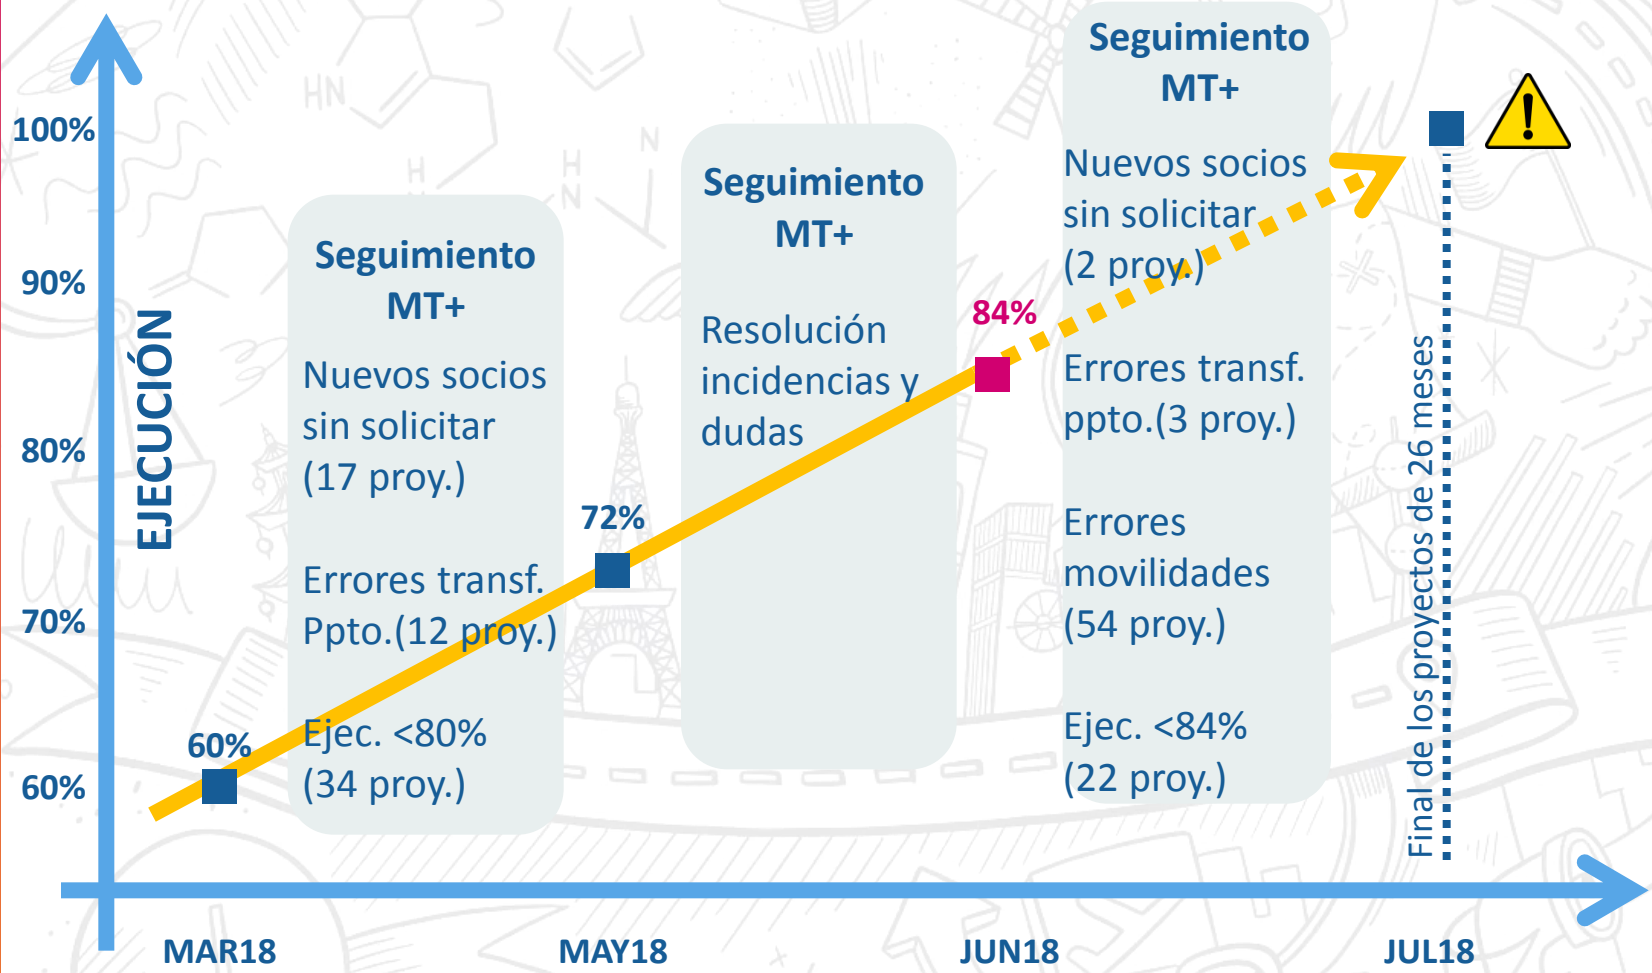 100%
90%
80%
70%
60%
EJECUCIÓN
60%
Seguimiento
MT+
Nuevos socios
sin solicitar
(17 proy.)
Errores transf.
Ppto.(12 proy.)
Ejec. <80%
(34 proy.)
72%
Seguimiento
MT+
Resolución
incidencias y
dudas
84%
Seguimiento
MT+
Nuevos socios
sin solicitar
(2 proy.)
Errores transf.
ppto.(3 proy.)
Errores
movilidades
(54 proy.)
Ejec. <84%
(22 proy.)
Final de los proyectos de 26 meses
MAR18
MAY18
JUN18
JUL18
HN
H
N
H
N